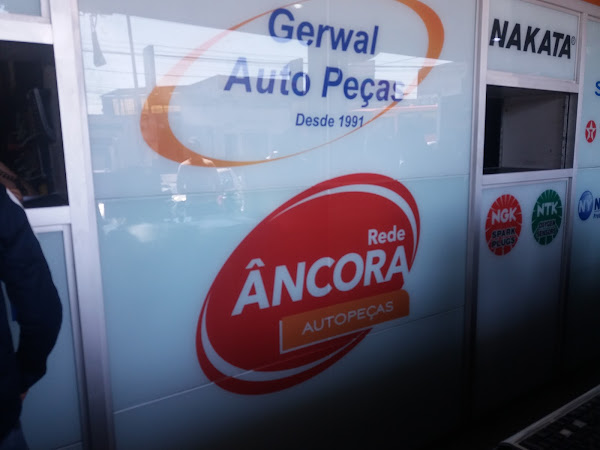 Gerwal
Auto Peças
Desde 1991
Rede
ÂNCORA
AUTOPEÇAS
NAKATA®
NGK
SPARK
PLUGS
NTK